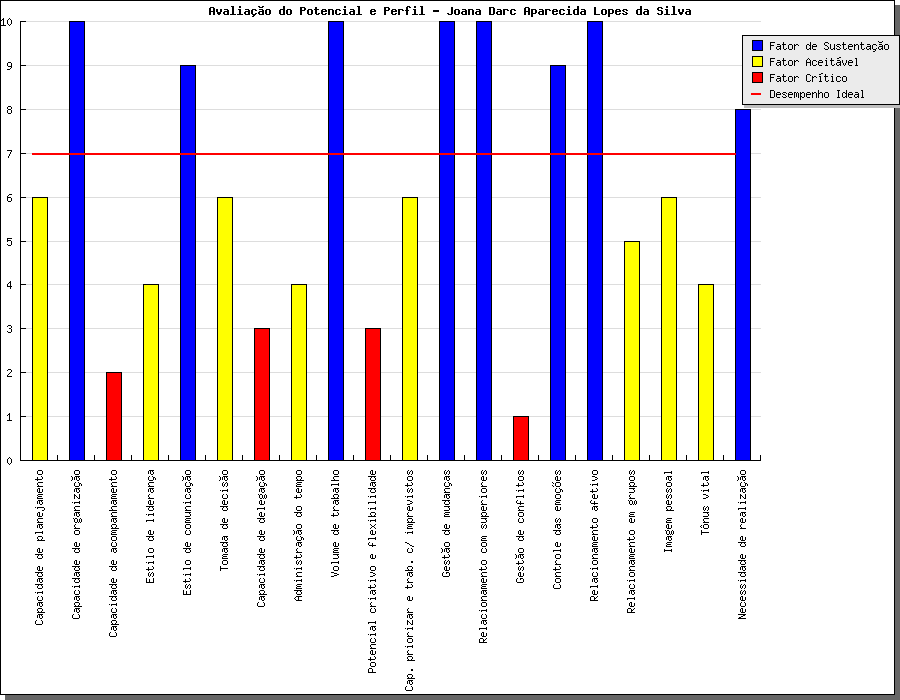 Avaliação do Potencial e Perfil - Joana Darc Aparecida Lopes da Silva
Fator de Sustentação
Fator Aceitável
Fator Crítico
Desempenho Ideal
10
9
8
7
6
5
4
3
2
1
0
Capacidade de planejamento
Capacidade de organização
Capacidade de acompanhamento
Estilo de liderança
Estilo de comunicação
Tomada de decisão
Capacidade de delegação
Administração do tempo
Volume de trabalho
Potencial criativo e flexibilidade
Cap. priorizar e trab. c/ imprevistos
Gestão de mudanças
Relacionamento com superiores
Gestão de conflitos
Controle das emoções
Relacionamento afetivo
Relacionamento em grupos
Imagem pessoal
Tônus vital
Necessidade de realização